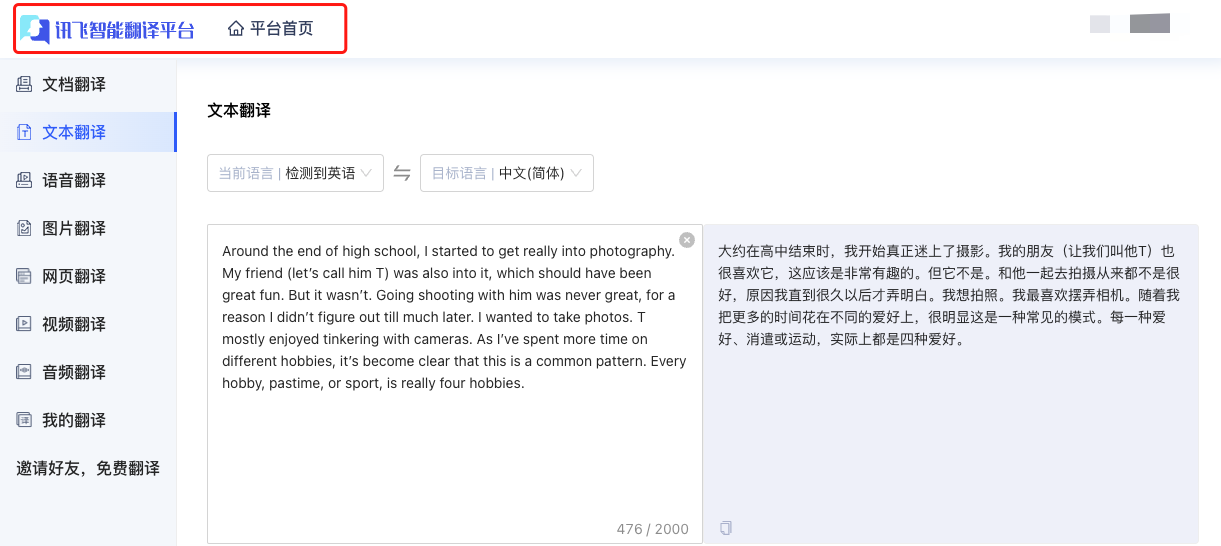 讯飞智能翻译平台 平台首页
文档翻译
文本翻译
语音翻译
图片翻译
网页翻译
视频翻译
音频翻译
我的翻译
邀请好友，免费翻译
文本翻译
当前语言 | 检测到英语 目标语言 | 中文(简体)
Around the end of high school, I started to get really into photography.
My friend (let’s call him T) was also into it, which should have been
great fun. But it wasn’t. Going shooting with him was never great, for a
reason I didn’t figure out till much later. I wanted to take photos. T
mostly enjoyed tinkering with cameras. As I’ve spent more time on
different hobbies, it’s become clear that this is a common pattern. Every
hobby, pastime, or sport, is really four hobbies.
476 / 2000
大约在高中结束时，我开始真正迷上了摄影。我的朋友（让我们叫他T）也
很喜欢它，这应该是非常有趣的。但它不是。和他一起去拍摄从来都不是很
好，原因我直到很久以后才弄明白。我想拍照。我最喜欢摆弄相机。随着我
把更多的时间花在不同的爱好上，很明显这是一种常见的模式。每一种爱
好、消遣或运动，实际上都是四种爱好。